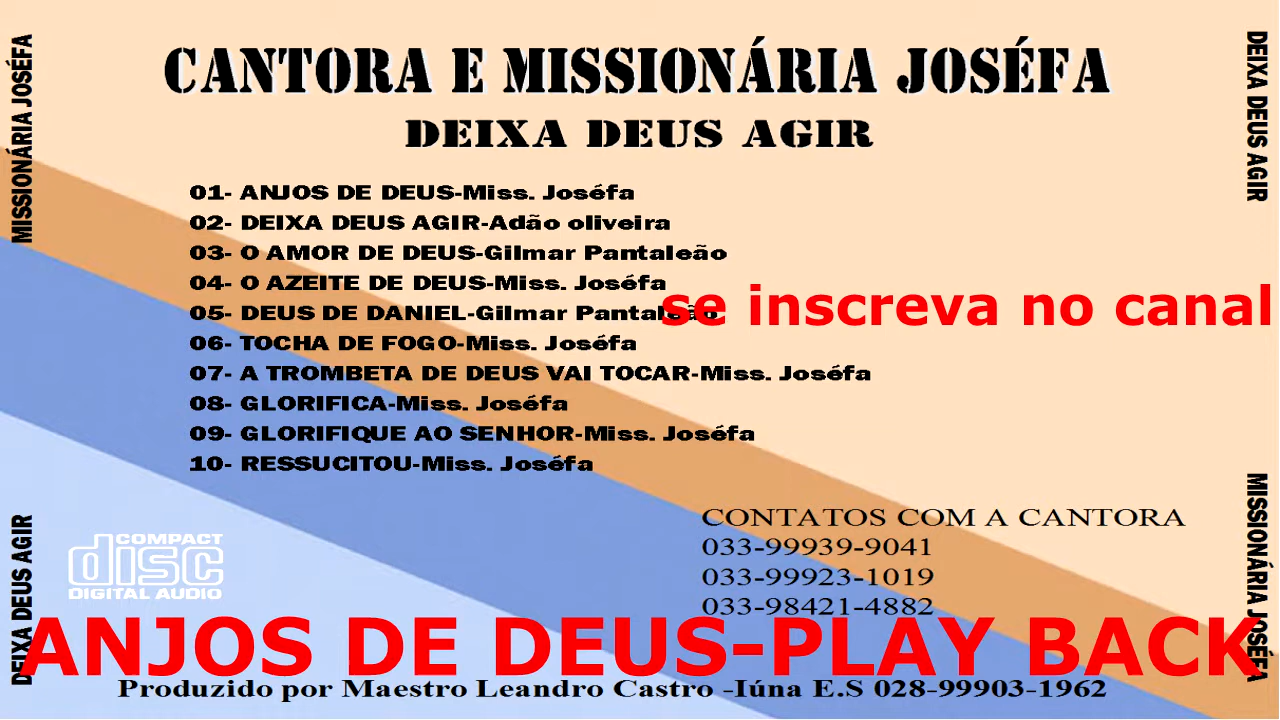 CANTORA E MISSIONÁRIA JOSÉFA
DEIXA DEUS AGIR
MISSIONÁRIA JOSÉFA
DEIXA DEUS AGIR
01- ANJOS DE DEUS-Miss. Joséfa
02- DEIXA DEUS AGIR-Adão oliveira
03- O AMOR DE DEUS-Gilmar Pantaleão
04- O AZEITE DE DEUS-Miss. Joséfa
05- DEUS DE DANIEL-Gilmar Pantaleão
se inscreva no canal
06- TOCHA DE FOGO-Miss. Joséfa
07- A TROMBETA DE DEUS VAI TOCAR-Miss. Joséfa
08- GLORIFICA-Miss. Joséfa
09- GLORIFIQUE AO SENHOR-Miss. Joséfa
10- RESSUCITOU-Miss. Joséfa
CONTATOS COM A CANTORA
033-99939-9041
033-99923-1019
033-98421-4882
COMPACT
disc
DIGITAL AUDIO
DEIXA DEUS AGIR
MISSIONÁRIA JOSÉFA
ANJOS DE DEUS-PLAY BACK
Produzido por Maestro Leandro Castro -Iúna E.S 028-99903-1962